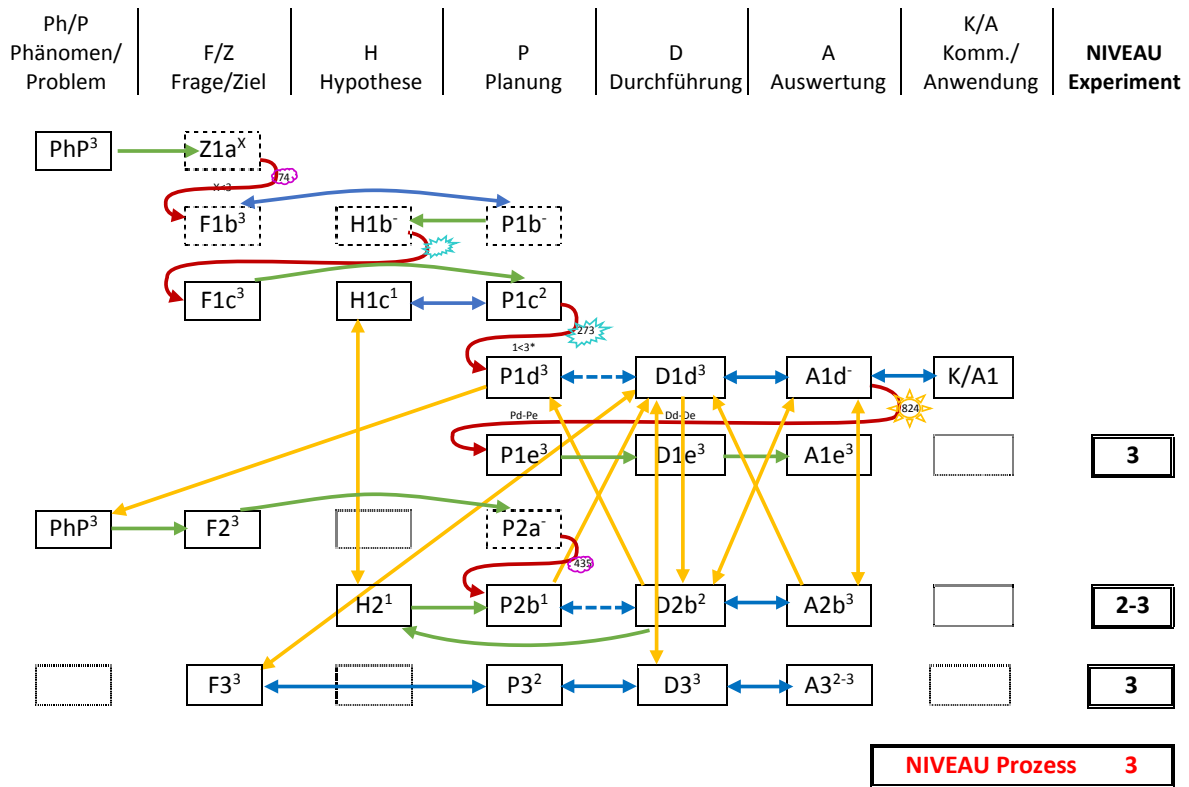 Ph/P
Phänomen/
Problem
F/Z
Frage/Ziel
H
Hypothese
P
Planung
D
Durchführung
A
Auswertung
K/A
Komm./
Anwendung
NIVEAU
Experiment
PhP³
Z1aˣ
74
X<3
F1b³
H1b⁻
P1b⁻
F1c³
H1c¹
P1c²
273
1<3*
P1d³
D1d³
A1d⁻
K/A1
824
Pd-Pe
Dd-De
P1e³
D1e³
A1e³
3
PhP³
F2³
P2a⁻
435
H2¹
P2b¹
D2b²
A2b³
2-3
F3³
P3²
D3³
A3²⁻³
3
NIVEAU Prozess 3